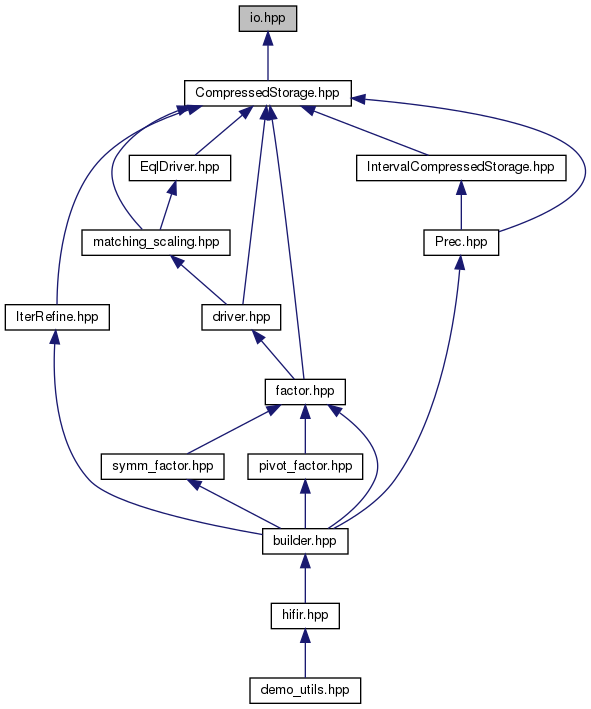 io.hpp
CompressedStorage.hpp
EqlDriver.hpp
IntervalCompressedStorage.hpp
matching_scaling.hpp
Prec.hpp
IterRefine.hpp
driver.hpp
factor.hpp
symm_factor.hpp
pivot_factor.hpp
builder.hpp
hifir.hpp
demo_utils.hpp